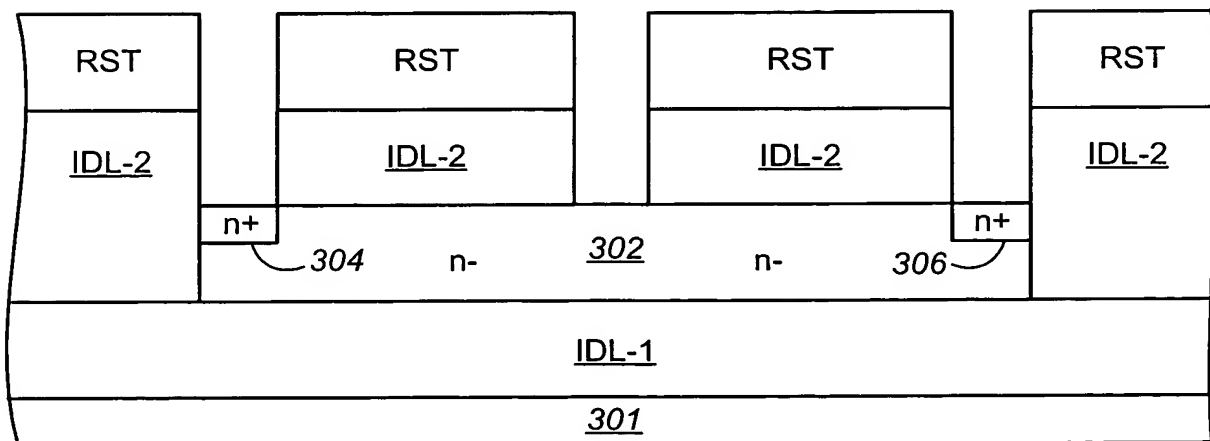 RST RST RST RST
IDL-2 IDL-2 IDL-2 IDL-2
n+ n+
304 n- 302 n- 306
IDL-1
301